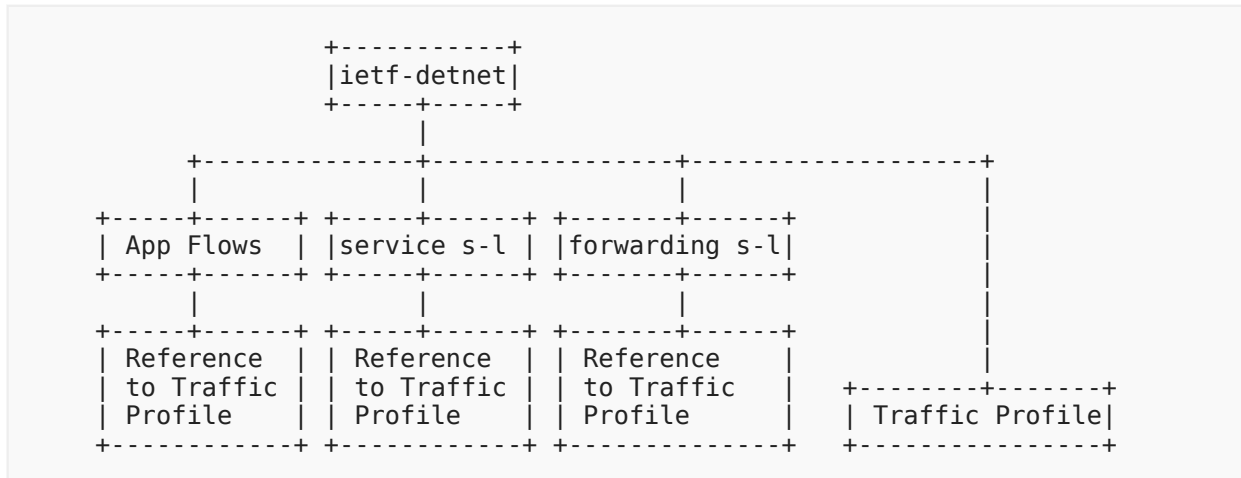 ietf-detnet
App Flows service s-l forwarding s-l
Reference Reference Reference
to Traffic to Traffic to Traffic
Profile Profile Profile Traffic Profile